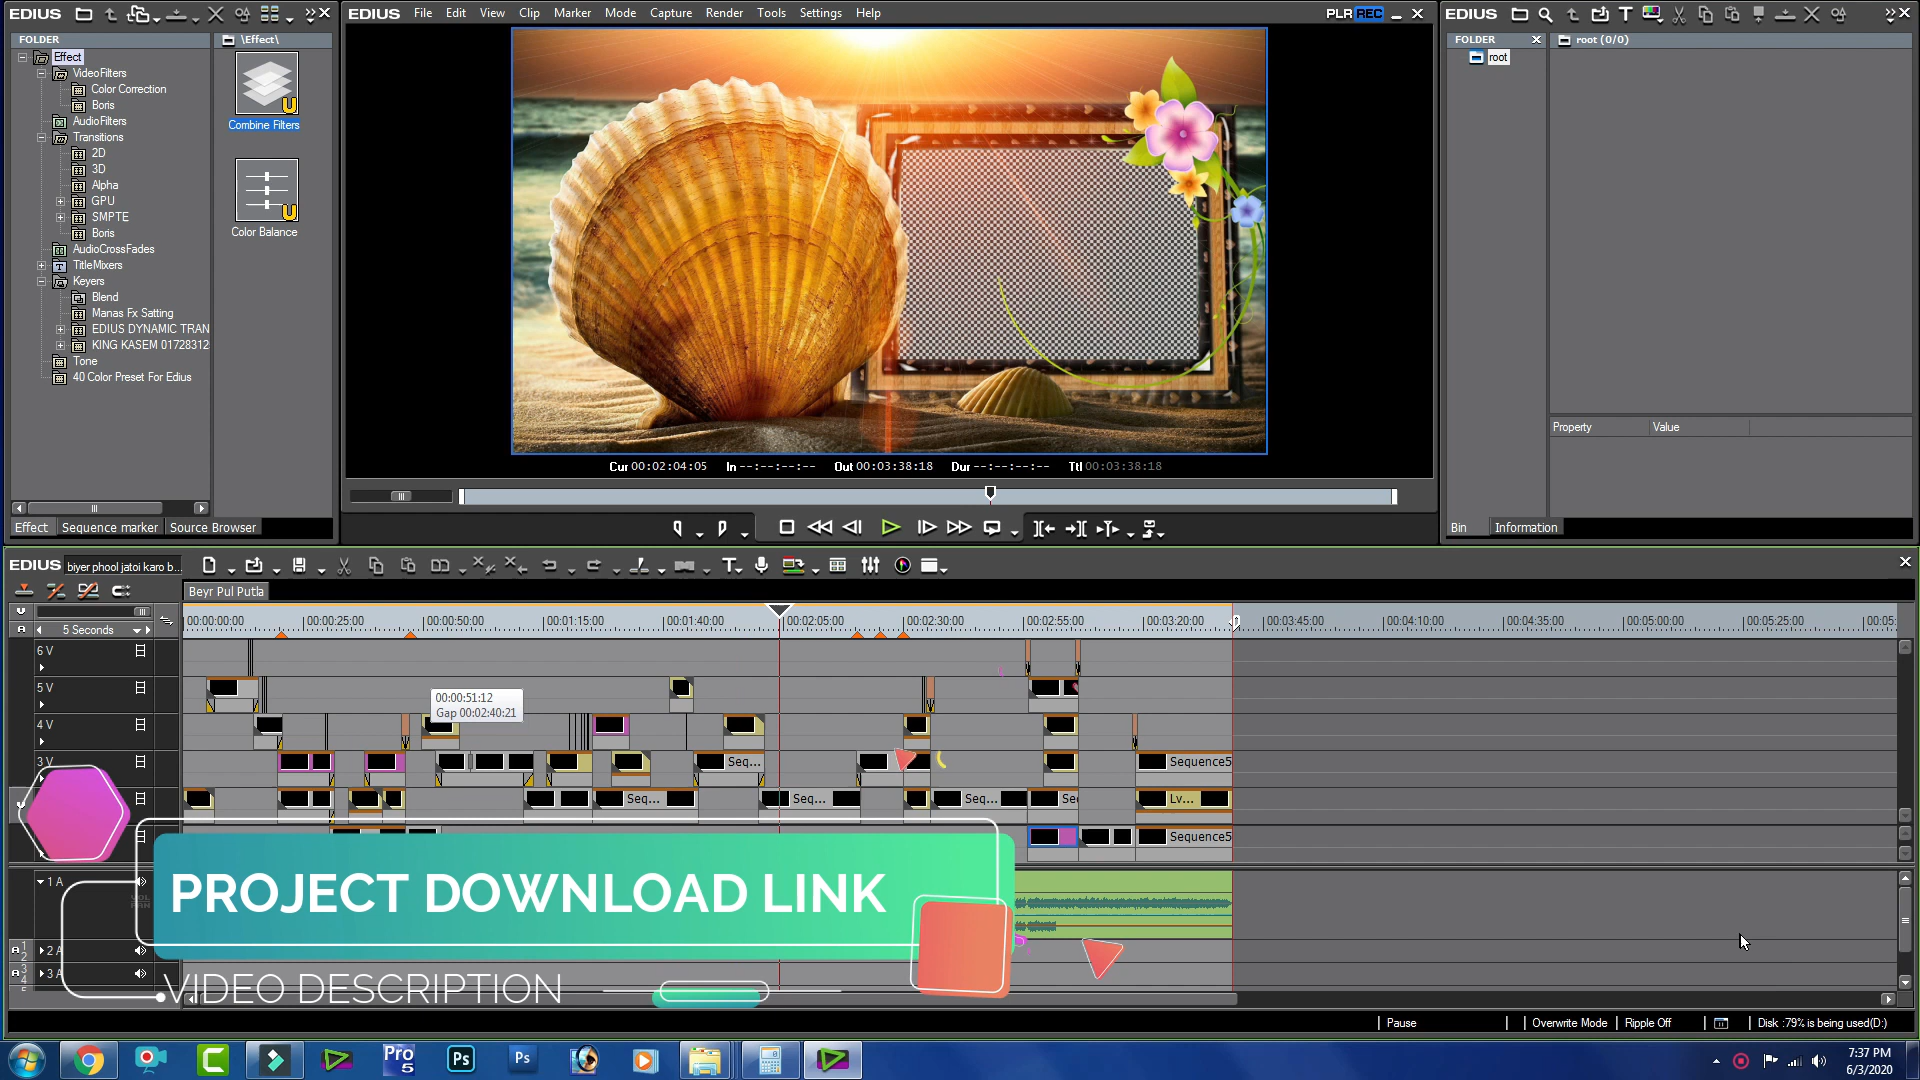 EDIUS
FOLDER
\Effect\
Effect
VideoFilters
Color Correction
Boris
AudioFilters
Transitions
2D
3D
Alpha
GPU
SMPTE
Boris
AudioCrossFades
TitleMixers
Keyers
Blend
Manas Fx Satting
EDIUS DYNAMIC TRAN
KING KASEM 01728312
Tone
40 Color Preset For Edius
Combine Filters
Color Balance
Effect Sequence marker Source Browser
EDIUS File Edit View Clip Marker Mode Capture Render Tools Settings Help PLR REC
Cur 00:02:04:05 In --:--:--:-- Out 00:03:38:18 Dur --:--:--:-- Ttl 00:03:38:18
EDIUS
FOLDER
root (0/0)
root
Property Value
Bin Information
EDIUS biyer phool jatoi karo b...
Beyr Pul Putla
5 Seconds
00:00:00:00 00:00:25:00 00:00:50:00 00:01:15:00 00:01:40:00 00:02:05:00 00:02:30:00 00:02:55:00 00:03:20:00 00:03:45:00 00:04:10:00 00:04:35:00 00:05:00:00 00:05:25:00 00:05:
6 V
5 V
00:00:51:12
Gap 00:02:40:21
4 V
3 V
Seq... Sequence5
Seq... Seq... Seq... Se Lv...
Sequence5
1 A
PROJECT DOWNLOAD LINK
2 A
3 A
VIDEO DESCRIPTION
Pause Overwrite Mode Ripple Off Disk :79% is being used(D:)
Pro 5
Ps
Ps
7:37 PM
6/3/2020